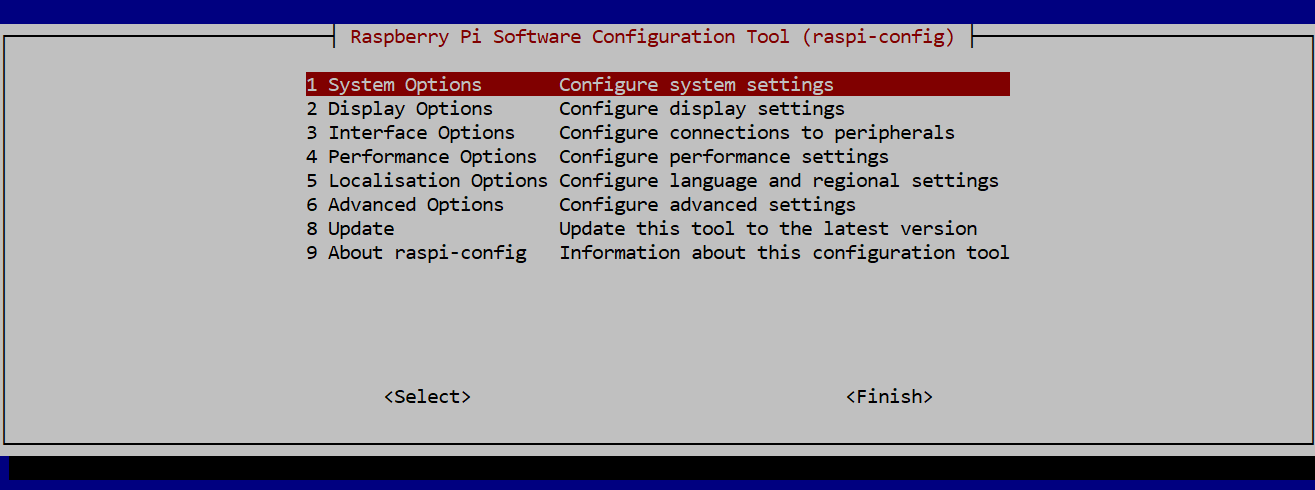 Raspberry Pi Software Configuration Tool (raspi-config)
1 System Options Configure system settings
2 Display Options Configure display settings
3 Interface Options Configure connections to peripherals
4 Performance Options Configure performance settings
5 Localisation Options Configure language and regional settings
6 Advanced Options Configure advanced settings
8 Update Update this tool to the latest version
9 About raspi-config Information about this configuration tool
<Select> <Finish>